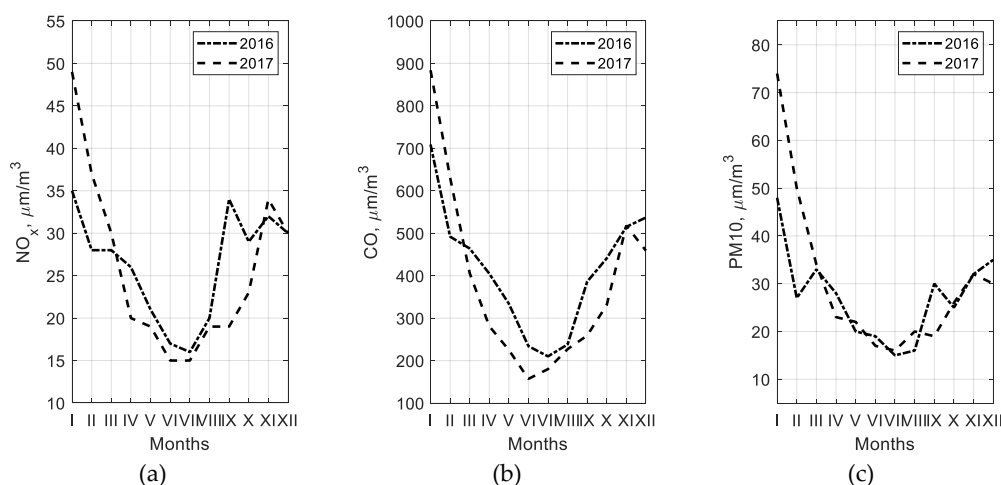 55
50
45
40
35
30
25
20
15
10
NOx, μm/m3
2016
2017
I II III IV V VI VII VIII IX X XI XII
Months
(a)
1000
900
800
700
600
500
400
300
200
100
CO, μm/m3
2016
2017
I II III IV V VI VII VIII IX X XI XII
Months
(b)
80
70
60
50
40
30
20
10
PM10, μm/m3
2016
2017
I II III IV V VI VII VIII IX X XI XII
Months
(c)